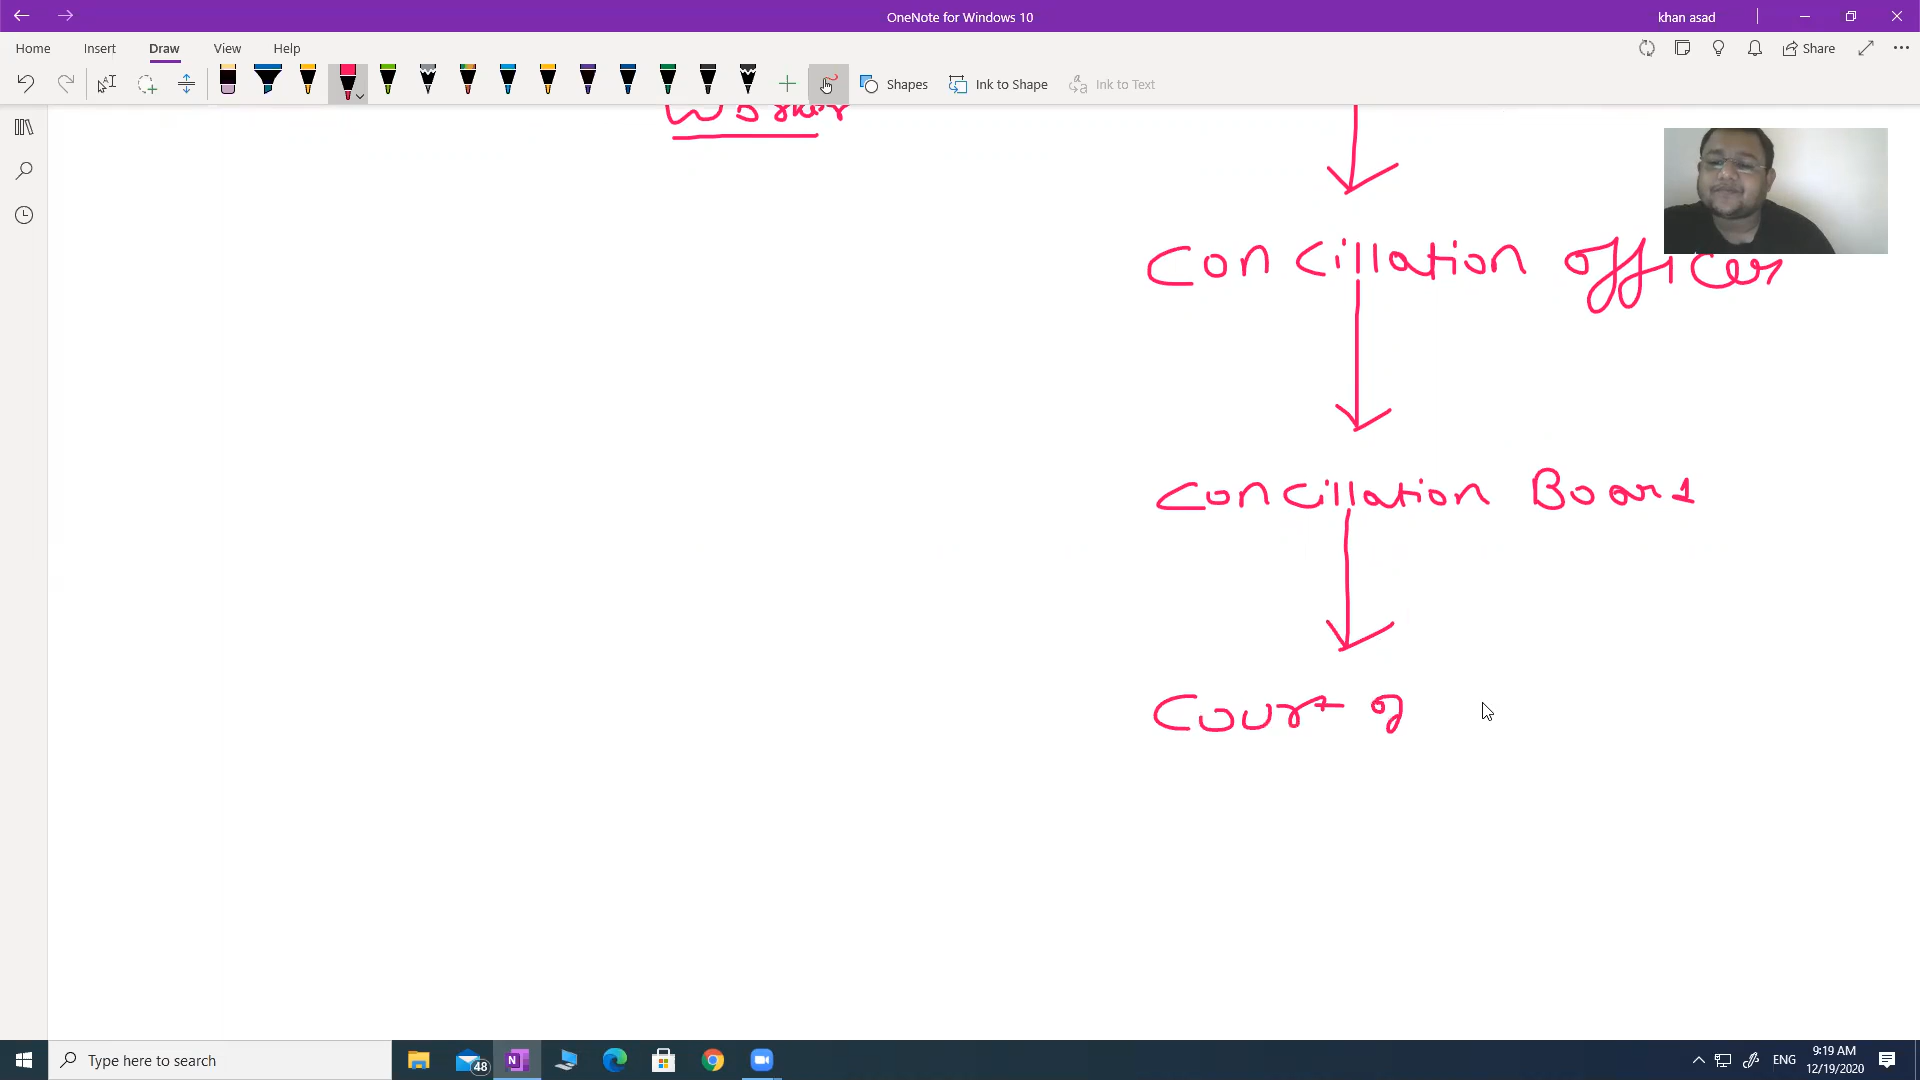 OneNote for Windows 10
khan asad
Home
Insert
Draw
View
Help
Share
Shapes
Ink to Shape
Ink to Text
Worker
Concillation officer
Concillation Board
Court of
Type here to search
48
ENG
9:19 AM
12/19/2020